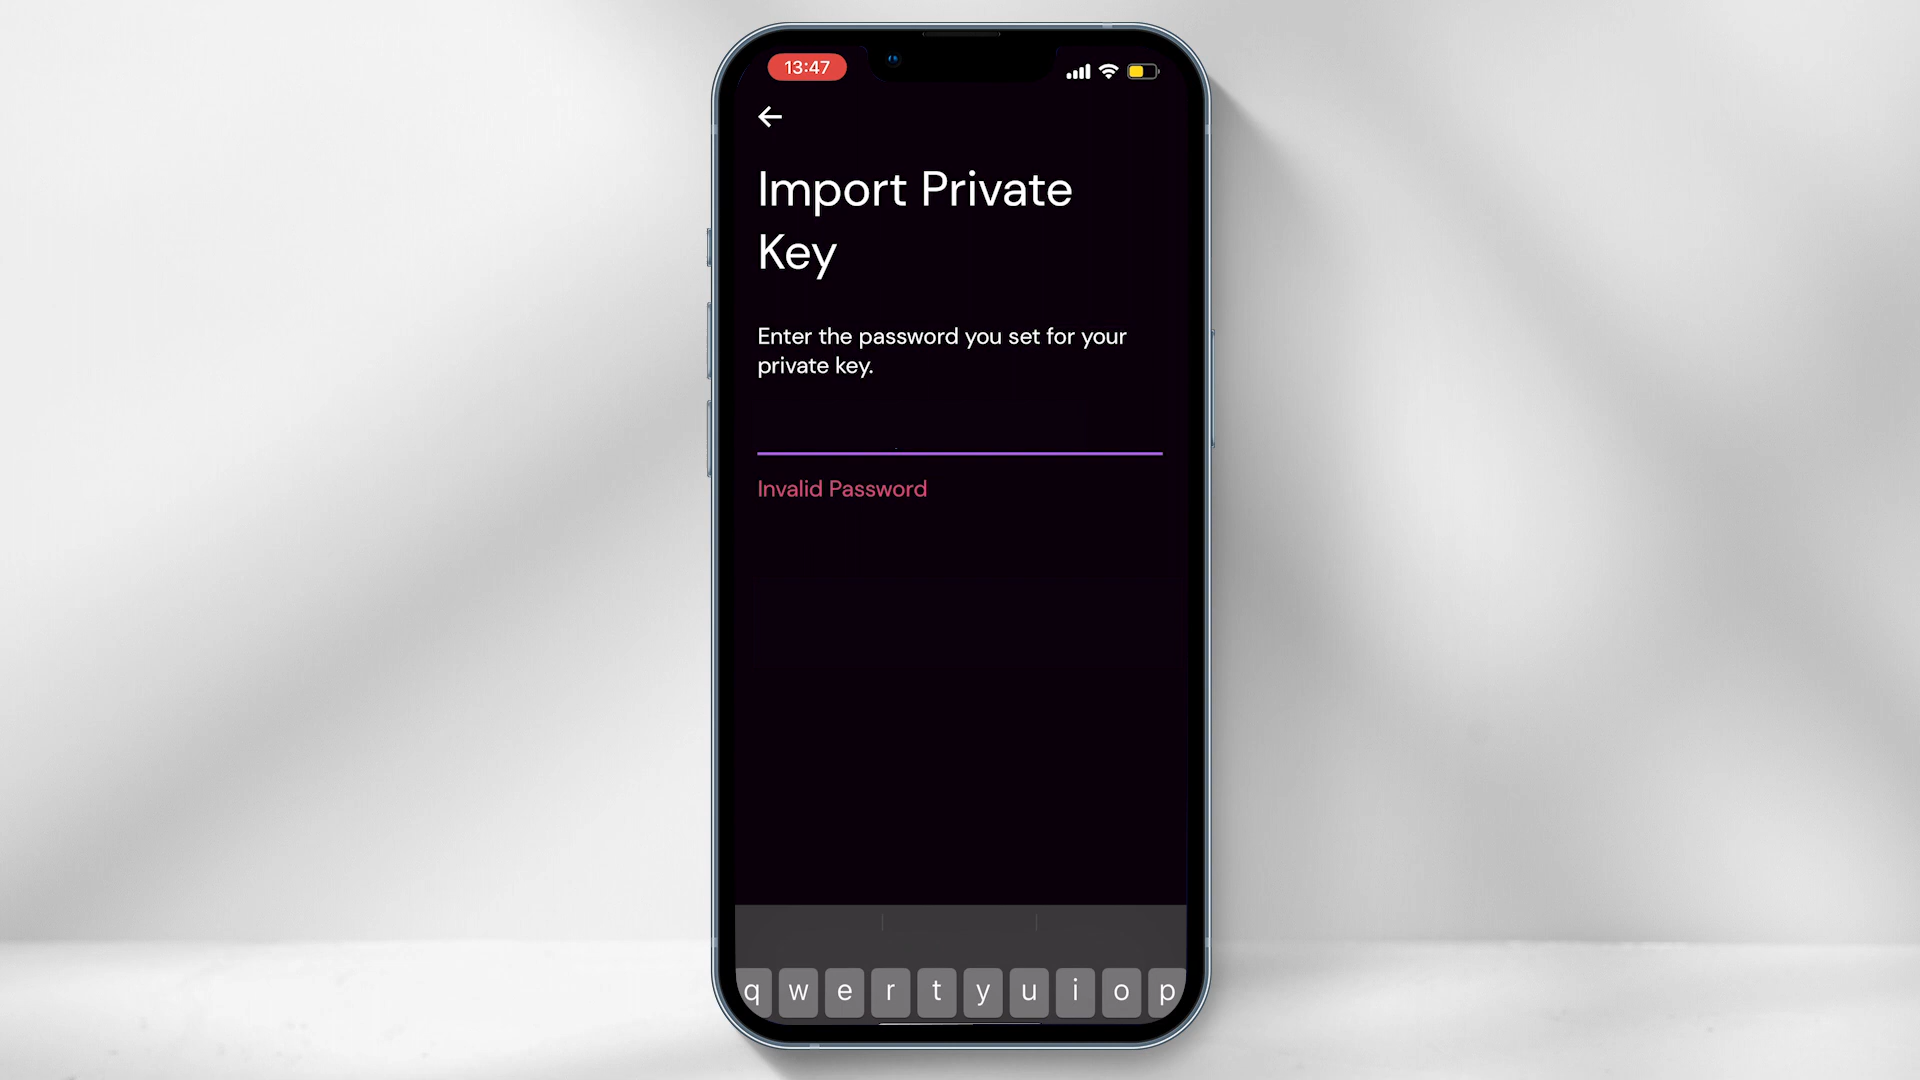 13:47
Import Private
Key
Enter the password you set for your
private key.
Invalid Password
q w e r t y u i o p